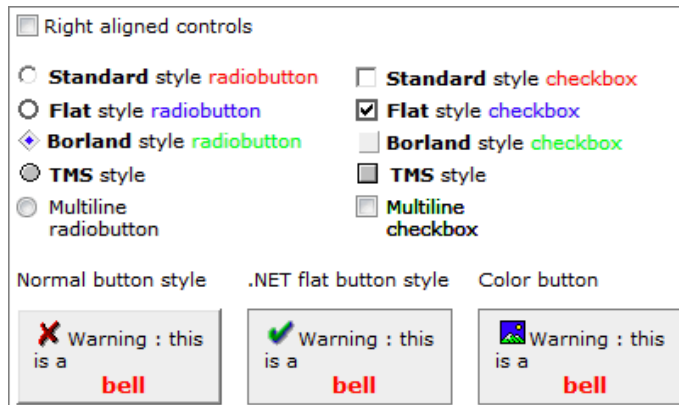 Right aligned controls
Standard style radiobutton
Flat style radiobutton
Borland style radiobutton
TMS style
Multiline
radiobutton
Standard style checkbox
Flat style checkbox
Borland style checkbox
TMS style
Multiline
checkbox
Normal button style
Warning : this
is a
bell
.NET flat button style
Warning : this
is a
bell
Color button
Warning : this
is a
bell